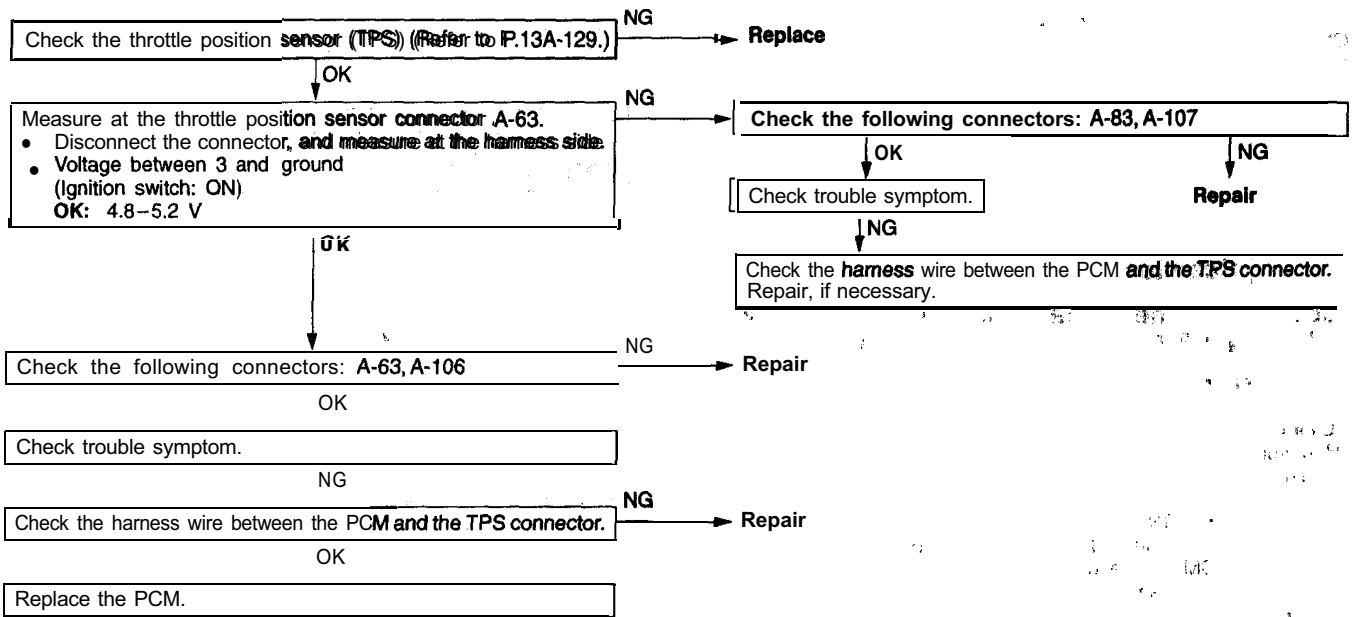 NG
Check the throttle position sensor (TPS) (Refer to P.13A-129.)
Replace
OK
Measure at the throttle position sensor connector A-63.
• Disconnect the connector, and measure at the harness side.
• Voltage between 3 and ground
(Ignition switch: ON)
OK: 4.8–5.2 V
NG
Check the following connectors: A-83, A-107
OK
NG
Check trouble symptom.
Repair
NG
Check the harness wire between the PCM and the TPS connector.
Repair, if necessary.
OK
Check the following connectors: A-63, A-106
NG
Repair
OK
Check trouble symptom.
NG
Check the harness wire between the PCM and the TPS connector.
NG
Repair
OK
Replace the PCM.